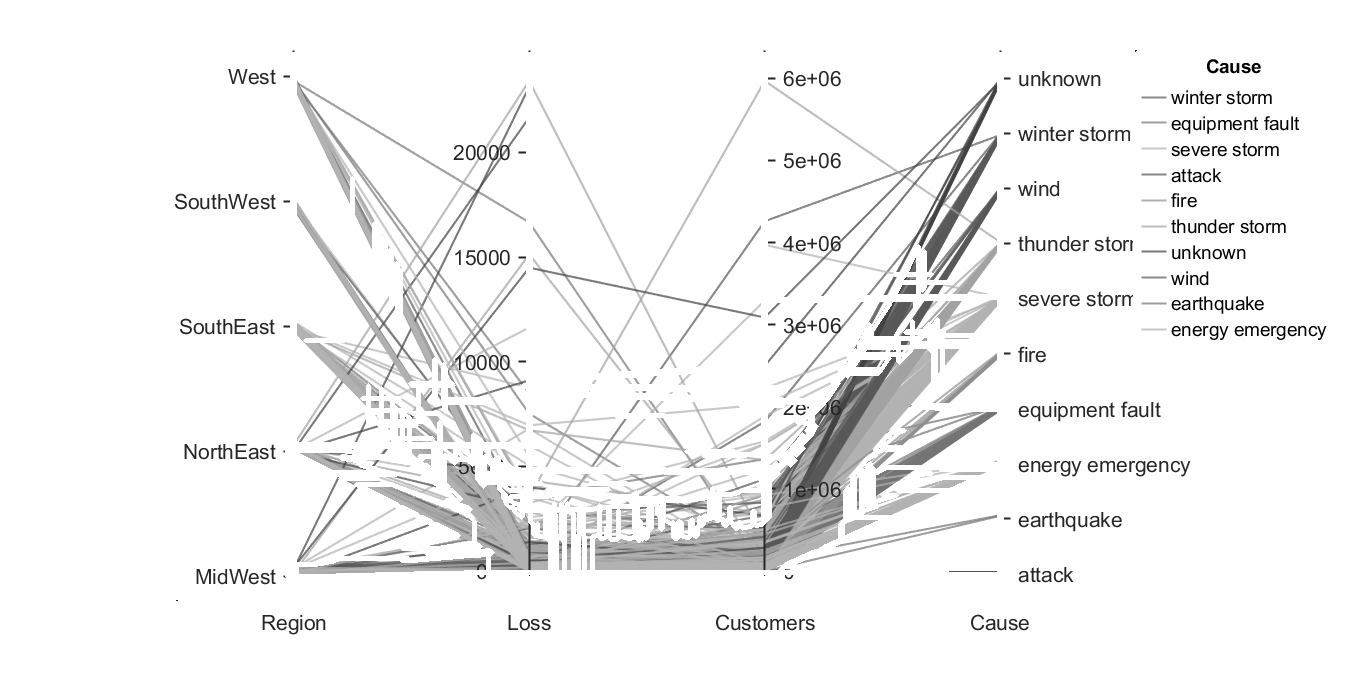 West
SouthWest
SouthEast
NorthEast
MidWest
20000
15000
10000
0
6e+06
5e+06
4e+06
3e+06
2e+06
1e+06
0
unknown
winter storm
wind
thunder storm
severe storm
fire
equipment fault
energy emergency
earthquake
attack
Region
Loss
Customers
Cause
Cause
winter storm
equipment fault
severe storm
attack
fire
thunder storm
unknown
wind
earthquake
energy emergency